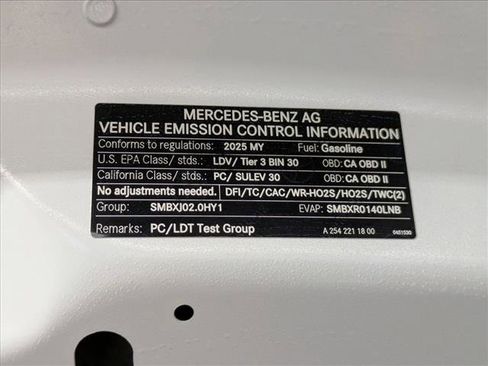 MERCEDES-BENZ AG
VEHICLE EMISSION CONTROL INFORMATION
Conforms to regulations: 2025 MY Fuel: Gasoline
U.S. EPA Class/ stds.: LDV/ Tier 3 BIN 30 OBD: CA OBD II
California Class/ stds.: PC/ SULEV 30 OBD: CA OBD II
No adjustments needed. DFI/TC/CAC/WR-HO2S/HO2S/TWC(2)
Group: SMBXJ02.0HY1 EVAP: SMBXR0140LNB
Remarks: PC/LDT Test Group A 254 221 18 00